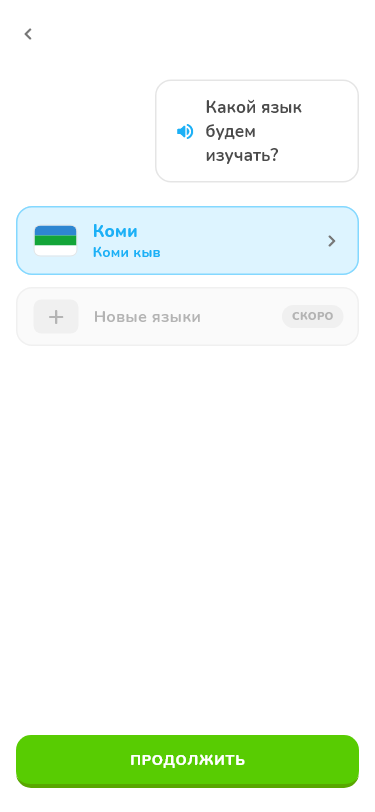 Какой язык
будем
изучать?
Коми
Коми кыв
Новые языки
СКОРО
ПРОДОЛЖИТЬ